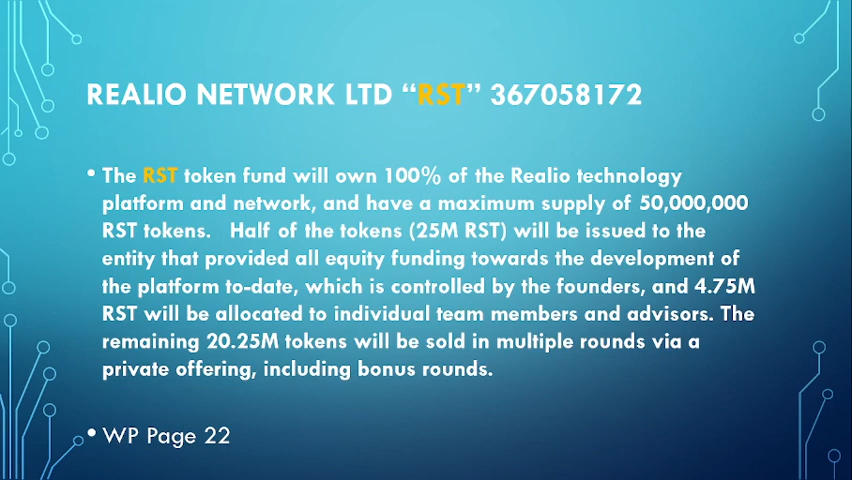 REALIO NETWORK LTD “RST” 367058172
• The RST token fund will own 100% of the Realio technology
platform and network, and have a maximum supply of 50,000,000
RST tokens.   Half of the tokens (25M RST) will be issued to the
entity that provided all equity funding towards the development of
the platform to-date, which is controlled by the founders, and 4.75M
RST will be allocated to individual team members and advisors. The
remaining 20.25M tokens will be sold in multiple rounds via a
private offering, including bonus rounds.
• WP Page 22